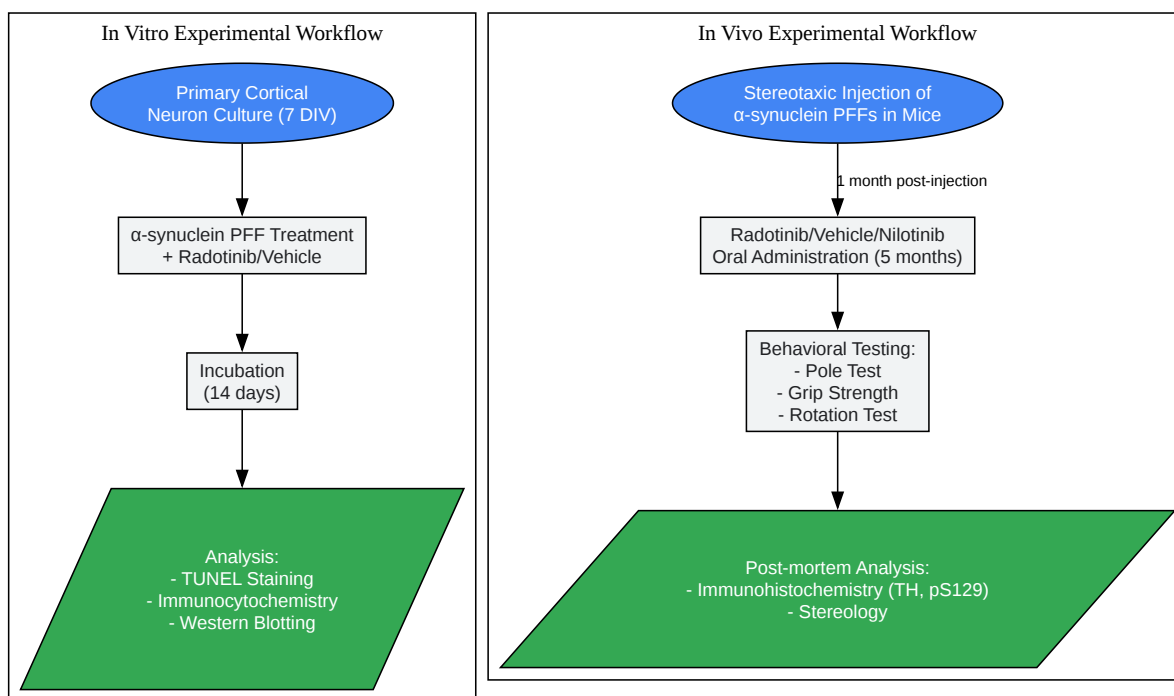 In Vitro Experimental Workflow
Primary Cortical
Neuron Culture (7 DIV)
α-synuclein PFF Treatment
+ Radotinib/Vehicle
Incubation
(14 days)
Analysis:
- TUNEL Staining
- Immunocytochemistry
- Western Blotting
In Vivo Experimental Workflow
Stereotaxic Injection of
α-synuclein PFFs in Mice
1 month post-injection
Radotinib/Vehicle/Nilotinib
Oral Administration (5 months)
Behavioral Testing:
- Pole Test
- Grip Strength
- Rotation Test
Post-mortem Analysis:
- Immunohistochemistry (TH, pS129)
- Stereology